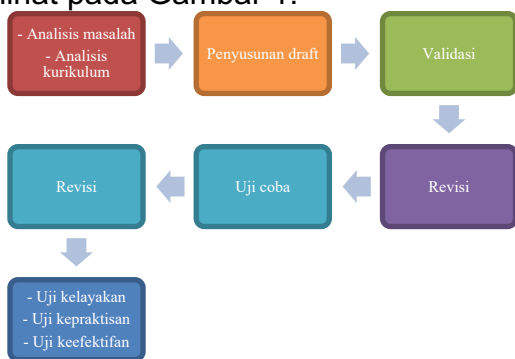 lihat pada Gambar 1.
- Analisis masalah
- Analisis
kurikulum
Penyusunan draft
Validasi
Revisi
Uji coba
Revisi
- Uji kelayakan
- Uji kepraktisan
- Uji keefektifan